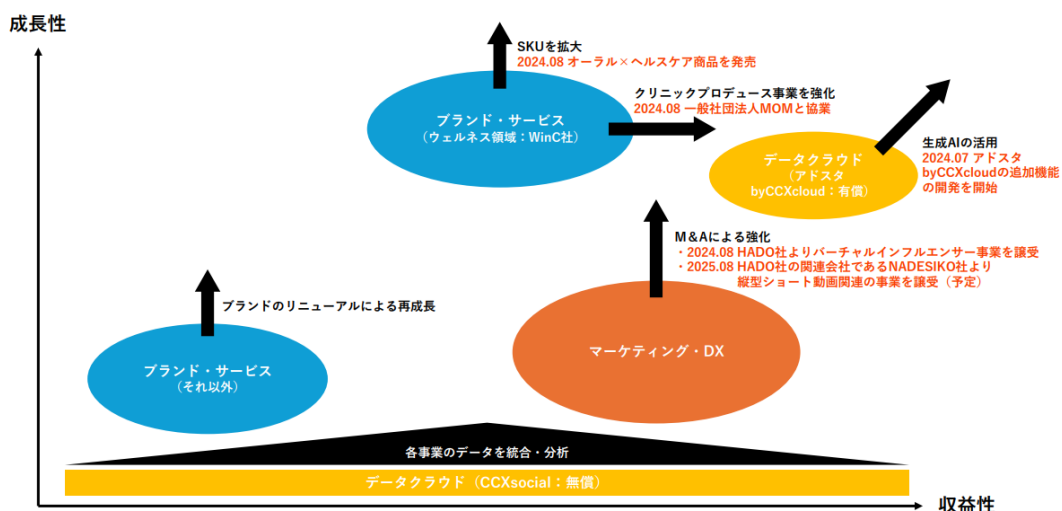 成長性
SKUを拡大
2024.08 オーラル×ヘルスケア商品を発売
ブランド・サービス
（ウェルネス領域：WinC社）
クリニックプロデュース事業を強化
2024.08 一般社団法人MOMと協業
データクラウド
（アドスタ
byCCXcloud：有償）
生成AIの活用
2024.07 アドスタ
byCCXcloudの追加機能
の開発を開始
M＆Aによる強化
・2024.08 HADO社よりバーチャルインフルエンサー事業を譲受
・2025.08 HADO社の関連会社であるNADESIKO社より
縦型ショート動画関連の事業を譲受（予定）
ブランドのリニューアルによる再成長
ブランド・サービス
（それ以外）
マーケティング・DX
各事業のデータを統合・分析
データクラウド（CCXsocial：無償）
収益性